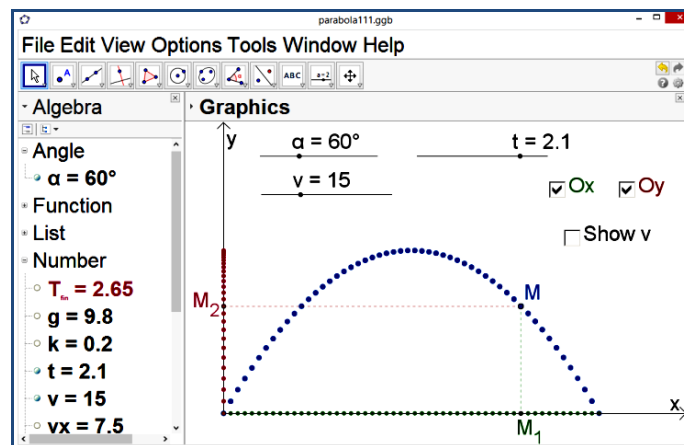 parabola111.ggb
File Edit View Options Tools Window Help
ABC a=2
Algebra
Graphics
Angle
α = 60°
Function
List
Number
T_fin = 2.65
g = 9.8
k = 0.2
t = 2.1
v = 15
vx = 7.5
y
α = 60°
t = 2.1
v = 15
Ox
Oy
Show v
M₂
M
M₁
x